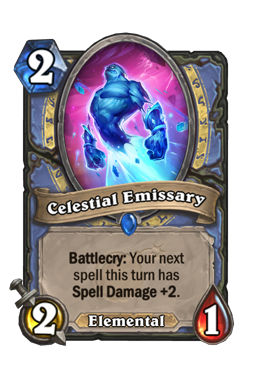 2
Celestial Emissary
Battlecry: Your next
spell this turn has
Spell Damage +2.
2
Elemental
1